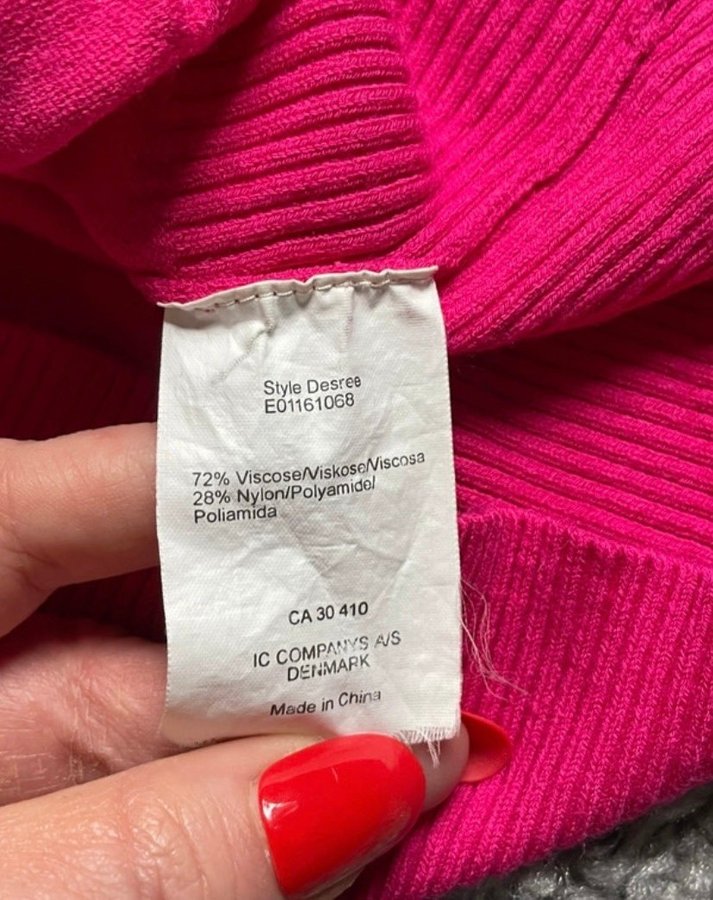 Style Desree
E01161068
72% Viscose/Viskose/Viscosa
28% Nylon/Polyamide/
Poliamida
CA 30 410
IC COMPANYS A/S
DENMARK
Made in China